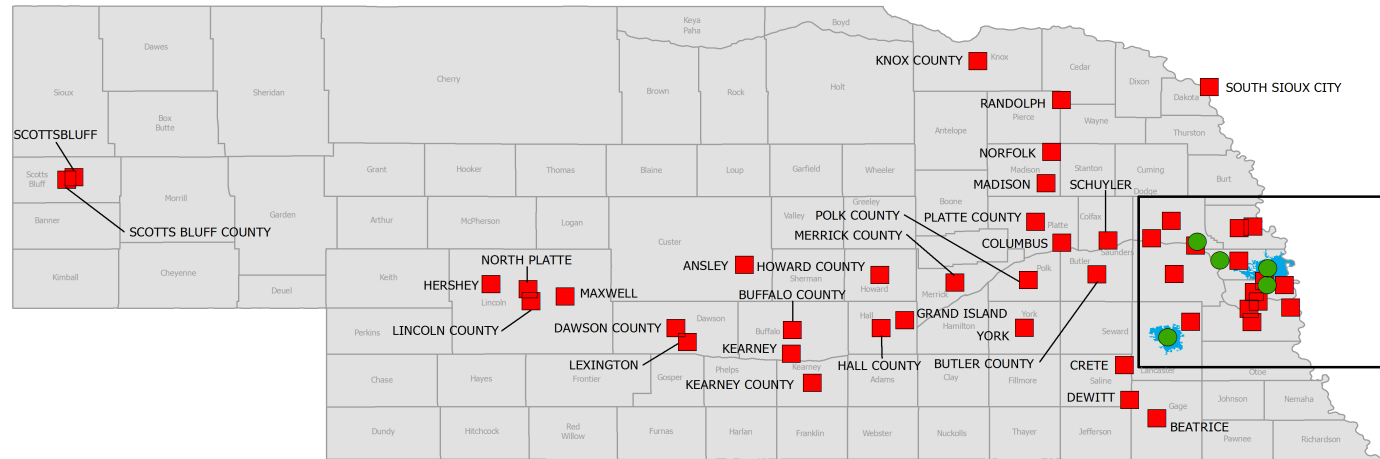 Keya
Paha
Boyd
Dawes
KNOX COUNTY
Knox
Cedar
Sioux
Sheridan
Cherry
Brown
Rock
Holt
Dixon
Dakota
SOUTH SIOUX CITY
RANDOLPH
Pierce
Box
Butte
Antelope
Wayne
Thurston
SCOTTSBLUFF
NORFOLK
Scotts
Bluff
Grant
Hooker
Thomas
Blaine
Loup
Garfield
Wheeler
Madison
Stanton
Cuming
Burt
MADISON
SCHUYLER
Dodge
Morrill
Garden
Banner
Arthur
McPherson
Logan
Valley
Greeley
Boone
POLK COUNTY
PLATTE COUNTY
Platte
Colfax
SCOTTS BLUFF COUNTY
Custer
MERRICK COUNTY
COLUMBUS
Saunders
Kimball
Cheyenne
Deuel
Keith
NORTH PLATTE
ANSLEY
HOWARD COUNTY
Sherman
Howard
Merrick
Polk
Butler
HERSHEY
Lincoln
MAXWELL
BUFFALO COUNTY
LINCOLN COUNTY
DAWSON COUNTY
Dawson
Buffalo
Hall
GRAND ISLAND
Hamilton
York
YORK
Seward
Perkins
LEXINGTON
KEARNEY
HALL COUNTY
BUTLER COUNTY
CRETE
Lancaster
Otoe
Chase
Hayes
Frontier
Gosper
Phelps
Kearney
KEARNEY COUNTY
Adams
Clay
Fillmore
Saline
DEWITT
Gage
Johnson
Nemaha
BEATRICE
Dundy
Hitchcock
Red
Willow
Furnas
Harlan
Franklin
Webster
Nuckolls
Thayer
Jefferson
Pawnee
Richardson